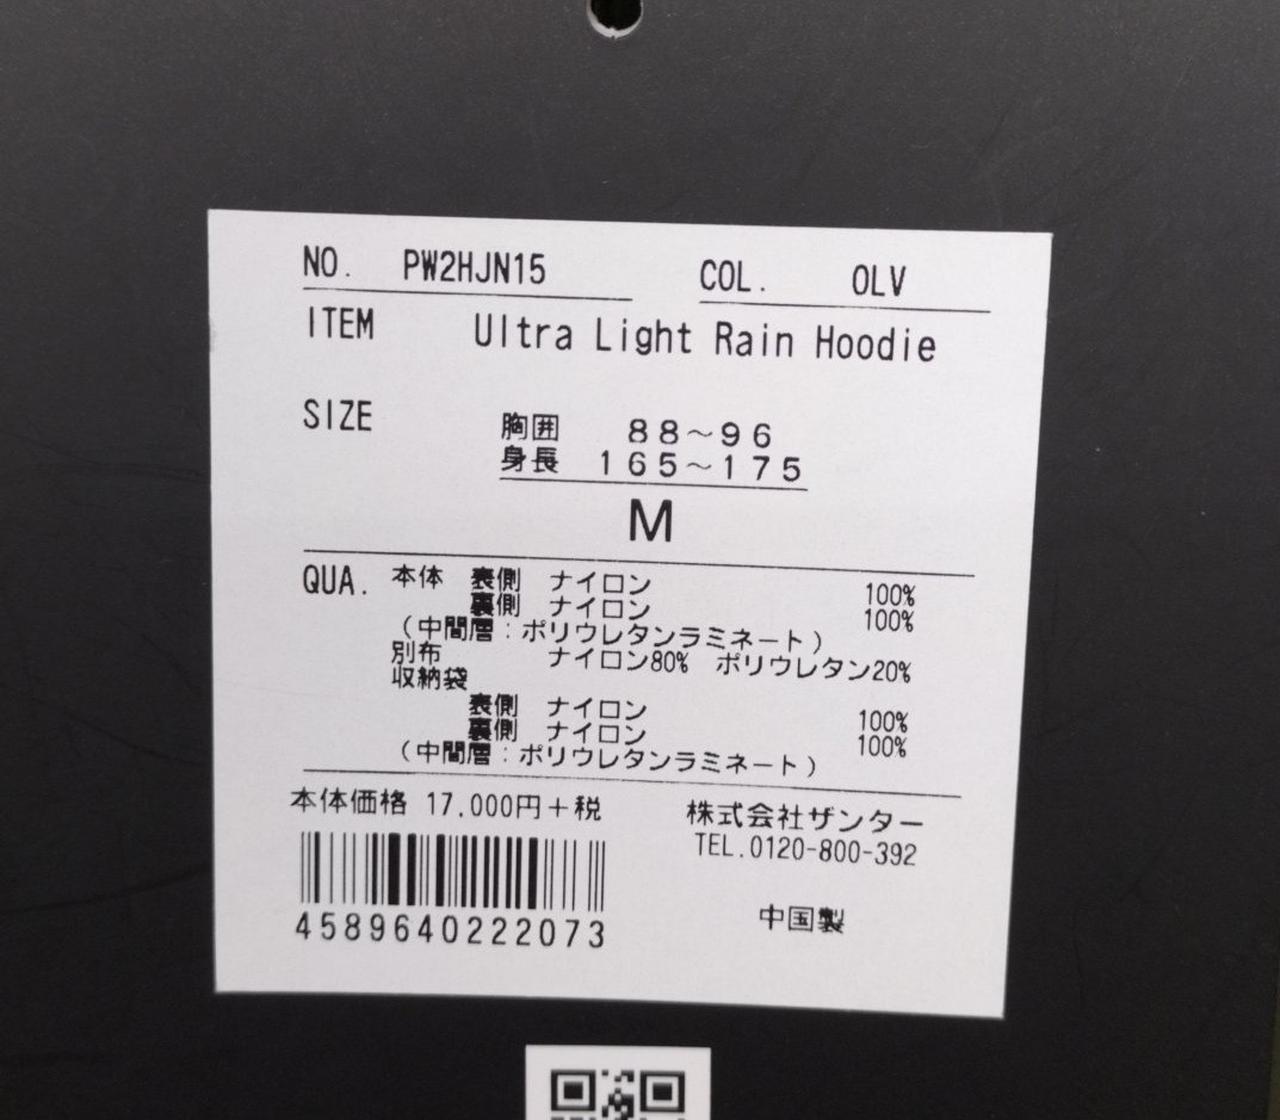 NO. PW2HJN15 COL. OLV
ITEM Ultra Light Rain Hoodie
SIZE 胸囲 88～96
身長 165～175
M
QUA. 本体 表側 ナイロン 100%
裏側 ナイロン 100%
(中間層:ポリウレタンラミネート)
別布 ナイロン80% ポリウレタン20%
収納袋
表側 ナイロン 100%
裏側 ナイロン 100%
(中間層:ポリウレタンラミネート)
本体価格 17,000円+税 株式会社ザンター
TEL.0120-800-392
中国製
4589640222073